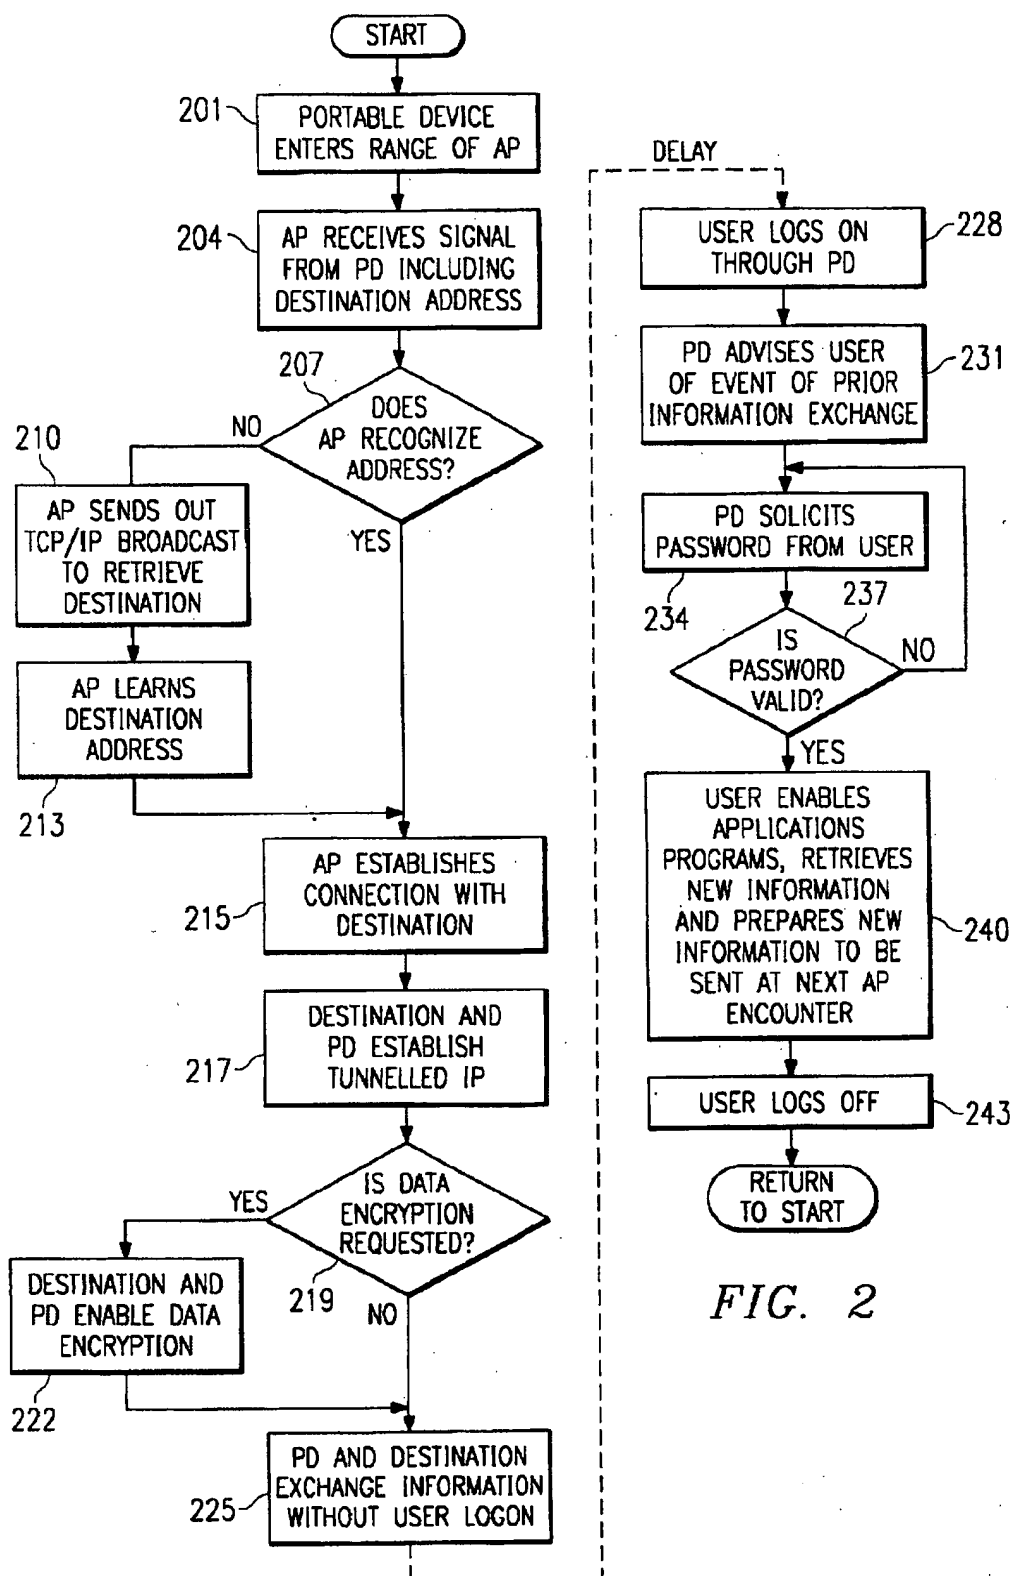 START
201
PORTABLE DEVICE
ENTERS RANGE OF AP
204
AP RECEIVES SIGNAL
FROM PD INCLUDING
DESTINATION ADDRESS
207
DOES
AP RECOGNIZE
ADDRESS?
NO
YES
210
AP SENDS OUT
TCP/IP BROADCAST
TO RETRIEVE
DESTINATION
AP LEARNS
DESTINATION
ADDRESS
213
215
AP ESTABLISHES
CONNECTION WITH
DESTINATION
217
DESTINATION AND
PD ESTABLISH
TUNNELLED IP
IS DATA
ENCRYPTION
REQUESTED?
YES
219
NO
DESTINATION AND
PD ENABLE DATA
ENCRYPTION
222
225
PD AND DESTINATION
EXCHANGE INFORMATION
WITHOUT USER LOGON
DELAY
USER LOGS ON
THROUGH PD
228
PD ADVISES USER
OF EVENT OF PRIOR
INFORMATION EXCHANGE
231
PD SOLICITS
PASSWORD FROM USER
234
237
IS
PASSWORD
VALID?
NO
YES
USER ENABLES
APPLICATIONS
PROGRAMS, RETRIEVES
NEW INFORMATION
AND PREPARES NEW
INFORMATION TO BE
SENT AT NEXT AP
ENCOUNTER
240
USER LOGS OFF
243
RETURN
TO START
FIG. 2